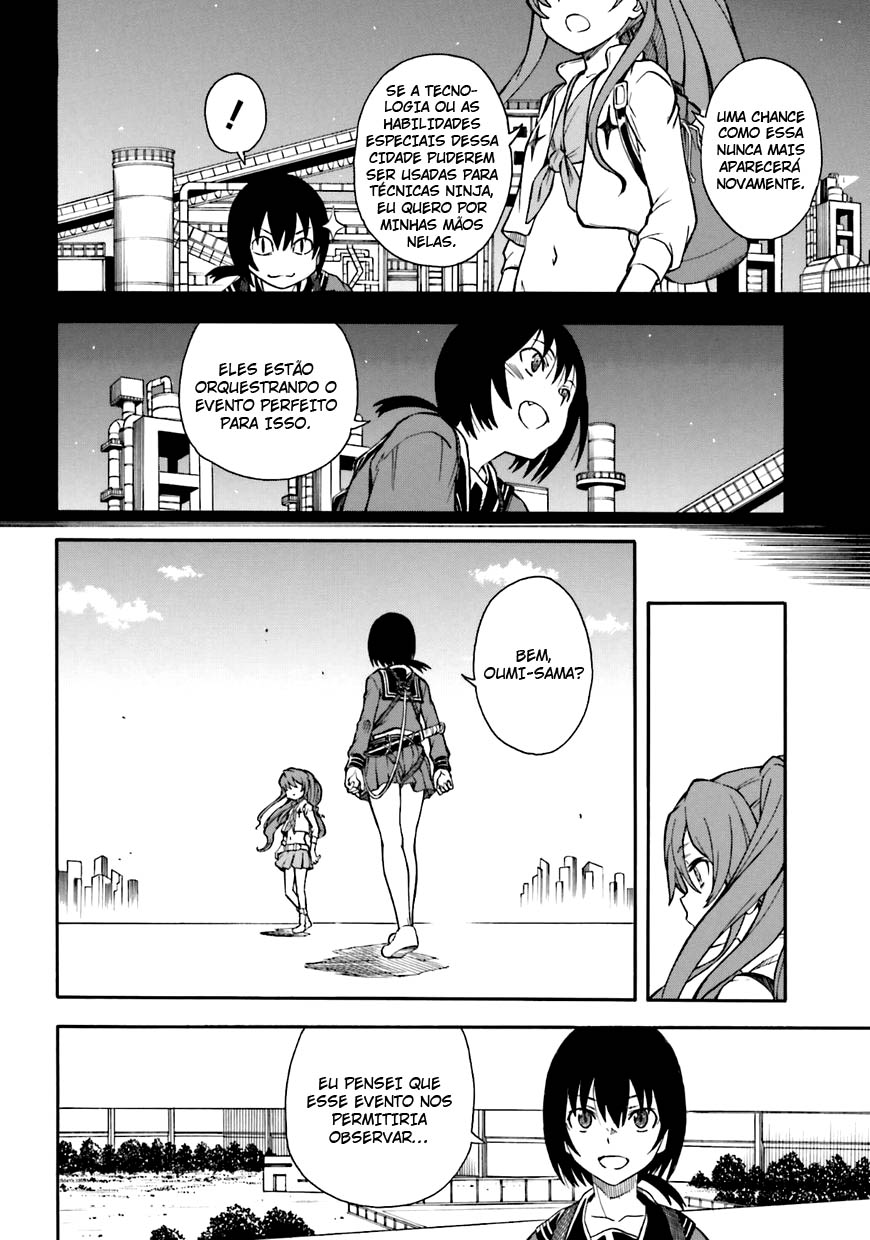 UMA CHANCE
COMO ESSA
NUNCA MAIS
APARECERÁ
NOVAMENTE.
SE A TECNO-
LOGIA OU AS
HABILIDADES
ESPECIAIS DESSA
CIDADE PUDEREM
SER USADAS PARA
TÉCNICAS NINJA,
EU QUERO POR
MINHAS MÃOS
NELAS.
!
ELES ESTÃO
ORQUESTRANDO O
EVENTO PERFEITO
PARA ISSO.
BEM,
OUMI-SAMA?
EU PENSEI QUE
ESSE EVENTO NOS
PERMITIRIA
OBSERVAR...